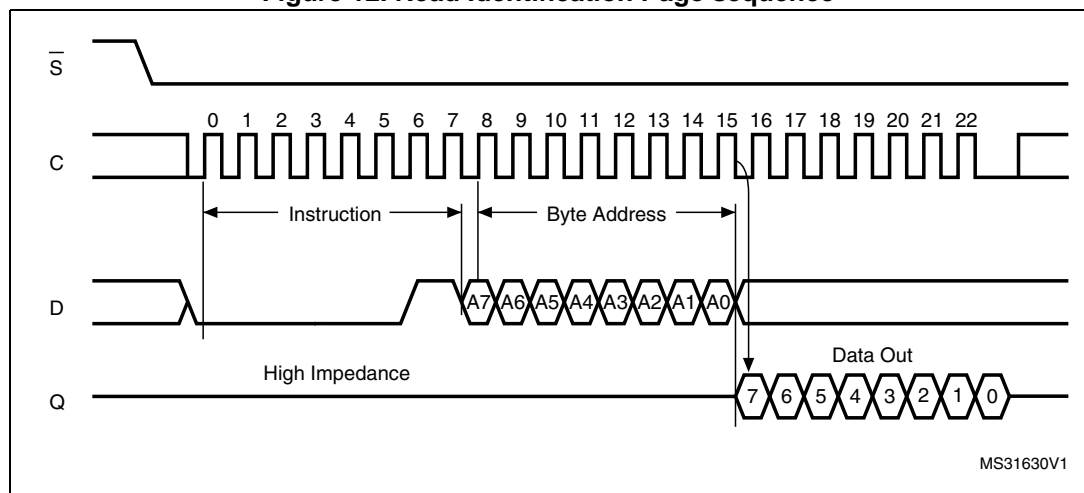 Figure 12. Read Identification Page sequence
S
0 1 2 3 4 5 6 7 8 9 10 11 12 13 14 15 16 17 18 19 20 21 22
C
Instruction
Byte Address
D
A7 A6 A5 A4 A3 A2 A1 A0
Data Out
High Impedance
Q
7 6 5 4 3 2 1 0
MS31630V1